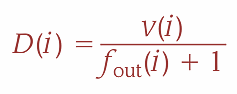 D(i) = v(i) / (f_out(i) + 1)